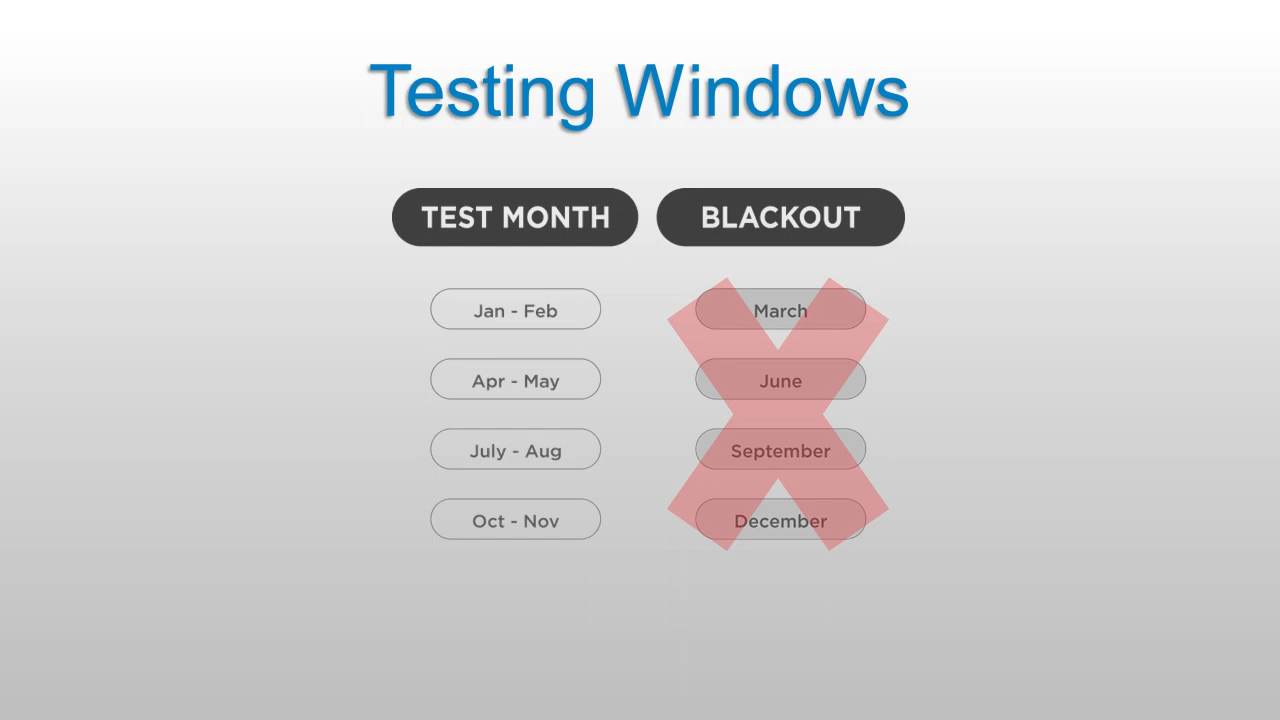 Testing Windows
TEST MONTH BLACKOUT
Jan - Feb March
Apr - May June
July - Aug September
Oct - Nov December